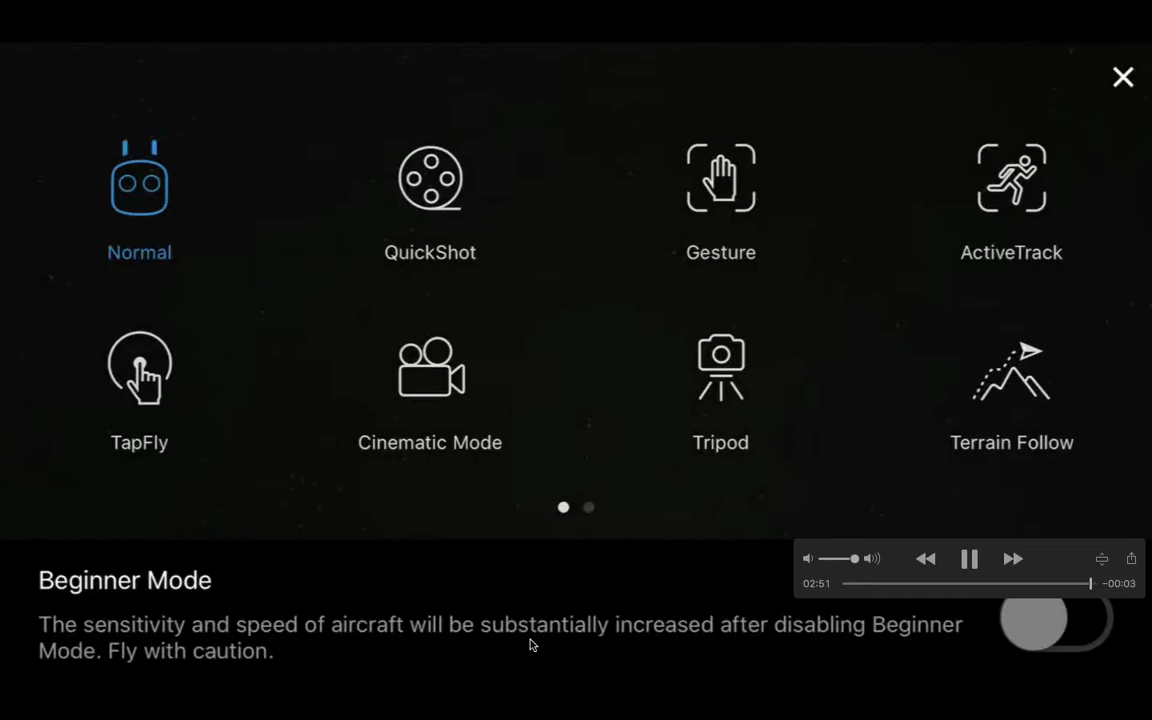 Normal
QuickShot
Gesture
ActiveTrack
TapFly
Cinematic Mode
Tripod
Terrain Follow
Beginner Mode
The sensitivity and speed of aircraft will be substantially increased after disabling Beginner
Mode. Fly with caution.
02:51
-00:03